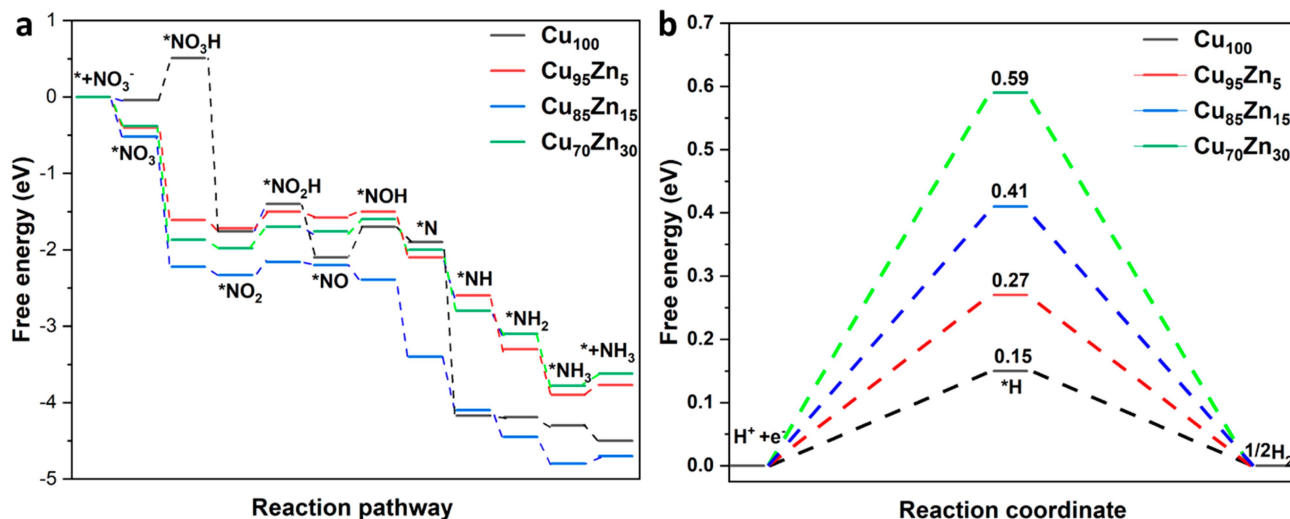 a
Cu₁₀₀
Cu₉₅Zn₅
Cu₈₅Zn₁₅
Cu₇₀Zn₃₀
*+NO₃⁻
*NO₃H
*NO₃
*NO₂
*NO₂H
*NO
*NOH
*N
*NH
*NH₂
*NH₃
*+NH₃
1
0
-1
-2
-3
-4
-5
Free energy (eV)
Reaction pathway
b
Cu₁₀₀
Cu₉₅Zn₅
Cu₈₅Zn₁₅
Cu₇₀Zn₃₀
0.59
0.41
0.27
0.15
*H
H⁺ +e⁻
1/2H₂
0.7
0.6
0.5
0.4
0.3
0.2
0.1
0.0
Free energy (eV)
Reaction coordinate